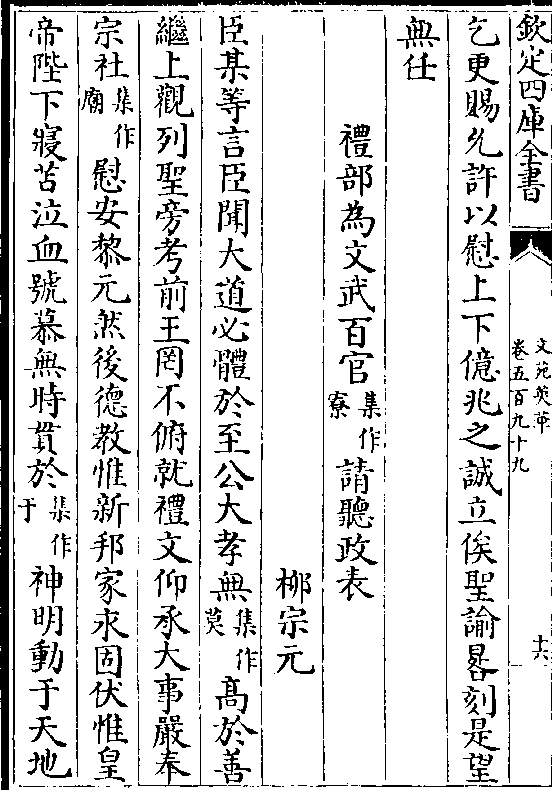 欽定四庫全書
文苑英華
卷五百九十九
十六
乞更賜允許以慰上下億兆之誠立俟聖諭晷刻是望
無任
禮部為文武百官集作寮請聽政表
柳宗元
臣某等言臣聞大道必體於至公大孝無集作莫高於善
繼上觀列聖旁考前王罔不俯就禮文仰承大事嚴奉
宗社集作廟慰安黎元然後德教惟新邦家永固伏惟皇
帝陛下寢苫泣血號慕無時貫於集作于神明動于天地